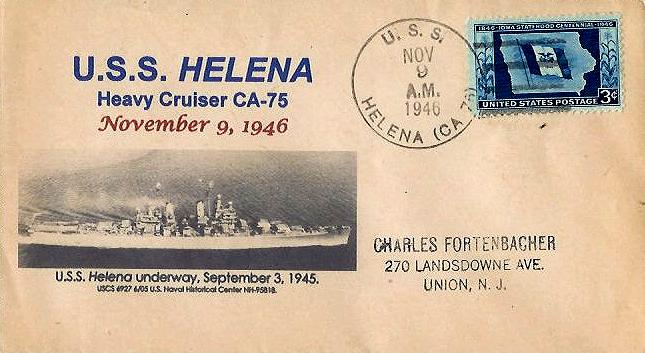 U.S.S. HELENA
Heavy Cruiser CA-75
November 9, 1946
U. S. S.
NOV
9
A.M.
1946
HELENA (CA 75)
1846·IOWA STATEHOOD CENTENNIAL·1946
3¢
UNITED STATES POSTAGE
U.S.S. Helena underway, September 3, 1945.
USCS 6927 6/05 U.S. Naval Historical Center NH-95818.
CHARLES FORTENBACHER
270 LANDSDOWNE AVE.
UNION, N. J.